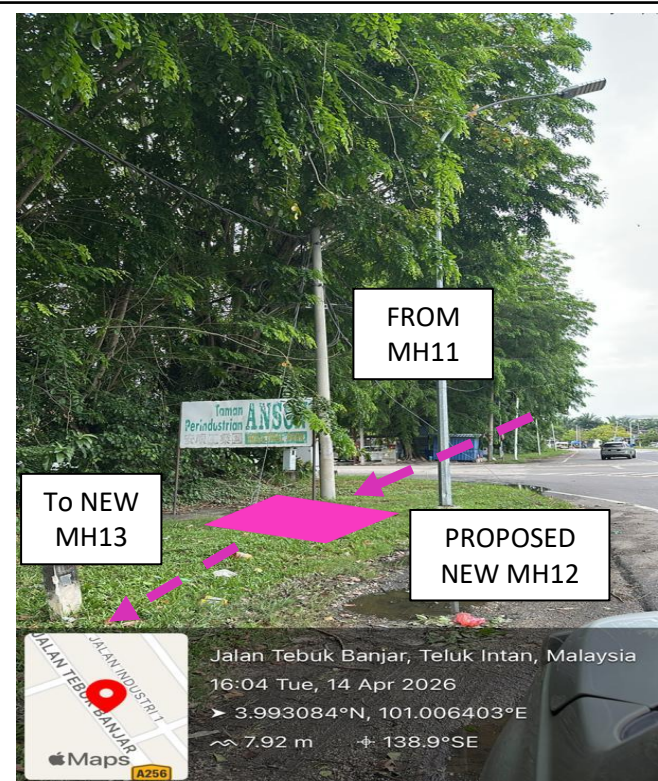 FROM
MH11
Taman
Perindustrian ANSON
To NEW
MH13
PROPOSED
NEW MH12
JALAN INDUSTRI 1
JALAN TEBUK BANJAR
Maps
A256
Jalan Tebuk Banjar, Teluk Intan, Malaysia
16:04 Tue, 14 Apr 2026
➤ 3.993084°N, 101.006403°E
7.92 m 138.9°SE